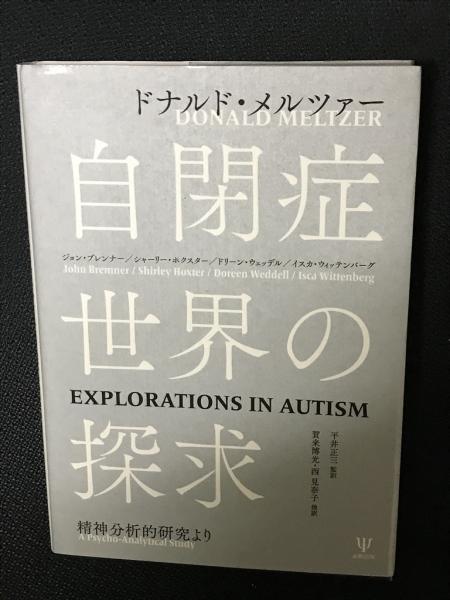 ドナルド・メルツァー
DONALD MELTZER
自閉症
ジョン・ブレンナー／シャーリー・ホクスター／ドリーン・ウェッデル／イスカ・ウィッテンバーグ
John Bremner / Shirley Hoxter / Doreen Weddell / Isca Wittenberg
世界の
EXPLORATIONS IN AUTISM
探求
平井正三 監訳
賀来博光・西見奈子 他訳
精神分析的研究より
A Psycho-Analytical Study